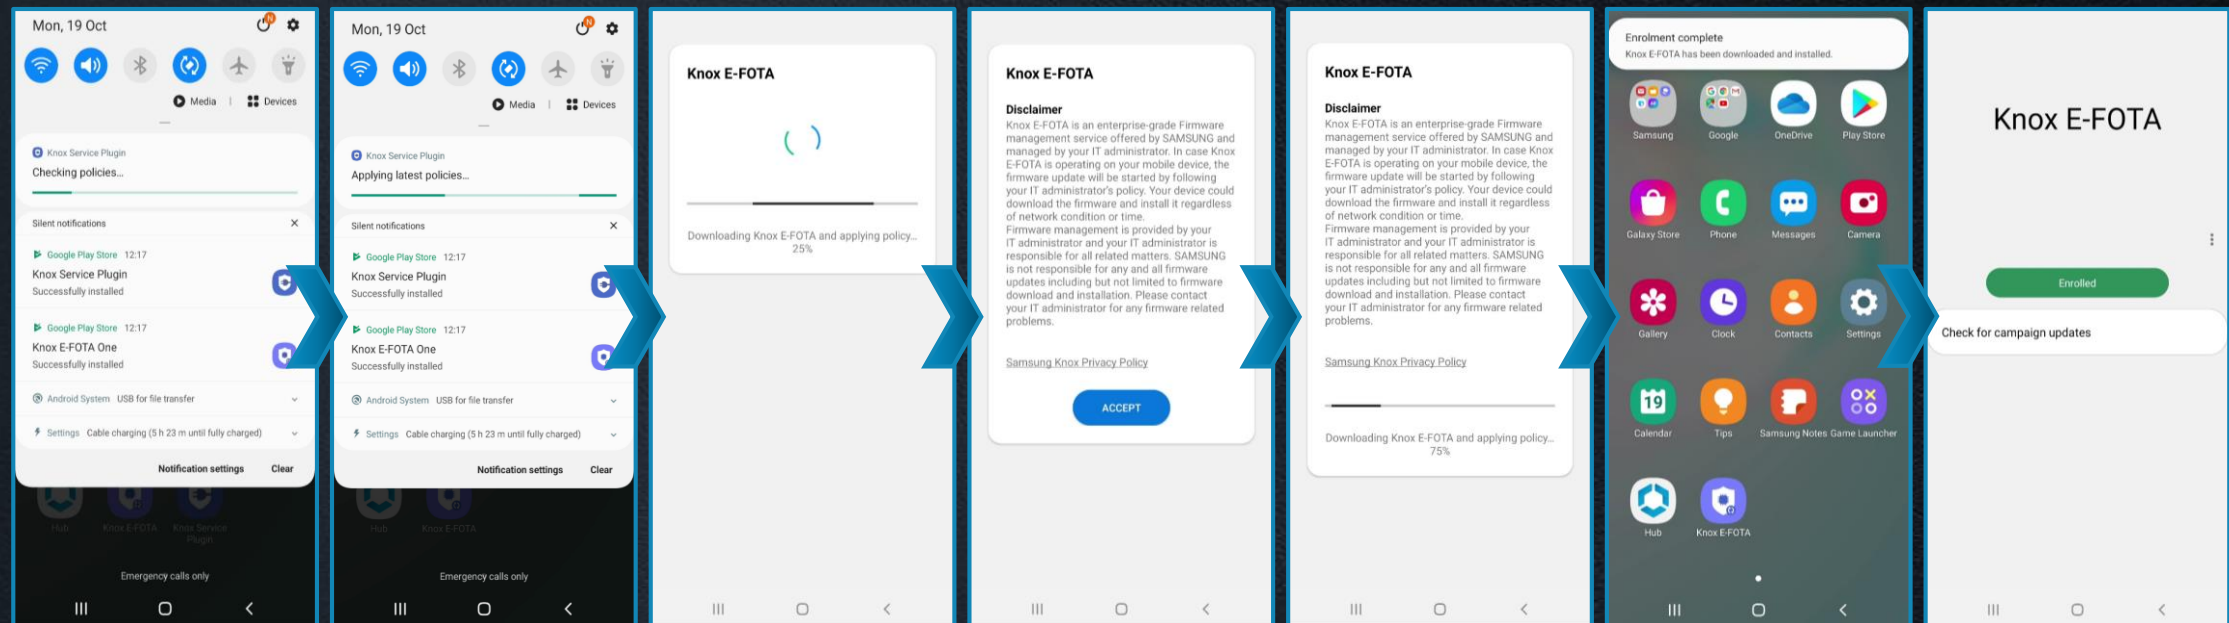 Mon, 19 Oct
N
Media | Devices
Knox Service Plugin
Checking policies...
Silent notifications
Google Play Store 12:17
Knox Service Plugin
Successfully installed
Google Play Store 12:17
Knox E-FOTA One
Successfully installed
Android System USB for file transfer
Settings Cable charging (5 h 23 m until fully charged)
Notification settings Clear
Hub Knox E-FOTA Knox Service
Plugin
Emergency calls only
Mon, 19 Oct
N
Media | Devices
Knox Service Plugin
Applying latest policies...
Silent notifications
Google Play Store 12:17
Knox Service Plugin
Successfully installed
Google Play Store 12:17
Knox E-FOTA One
Successfully installed
Android System USB for file transfer
Settings Cable charging (5 h 23 m until fully charged)
Notification settings Clear
Hub Knox E-FOTA
Emergency calls only
Knox E-FOTA
Downloading Knox E-FOTA and applying policy...
25%
Knox E-FOTA
Disclaimer
Knox E-FOTA is an enterprise-grade Firmware
management service offered by SAMSUNG and
managed by your IT administrator. In case Knox
E-FOTA is operating on your mobile device, the
firmware update will be started by following
your IT administrator's policy. Your device could
download the firmware and install it regardless
of network condition or time.
Firmware management is provided by your
IT administrator and your IT administrator is
responsible for all related matters. SAMSUNG
is not responsible for any and all firmware
updates including but not limited to firmware
download and installation. Please contact
your IT administrator for any firmware related
problems.
Samsung Knox Privacy Policy
ACCEPT
Knox E-FOTA
Disclaimer
Knox E-FOTA is an enterprise-grade Firmware
management service offered by SAMSUNG and
managed by your IT administrator. In case Knox
E-FOTA is operating on your mobile device, the
firmware update will be started by following
your IT administrator's policy. Your device could
download the firmware and install it regardless
of network condition or time.
Firmware management is provided by your
IT administrator and your IT administrator is
responsible for all related matters. SAMSUNG
is not responsible for any and all firmware
updates including but not limited to firmware
download and installation. Please contact
your IT administrator for any firmware related
problems.
Samsung Knox Privacy Policy
Downloading Knox E-FOTA and applying policy...
75%
Enrolment complete
Knox E-FOTA has been downloaded and installed.
Samsung Google OneDrive Play Store
Galaxy Store Phone Messages Camera
Gallery Clock Contacts Settings
19
Calendar Tips Samsung Notes Game Launcher
Hub Knox E-FOTA
Knox E-FOTA
Enrolled
Check for campaign updates